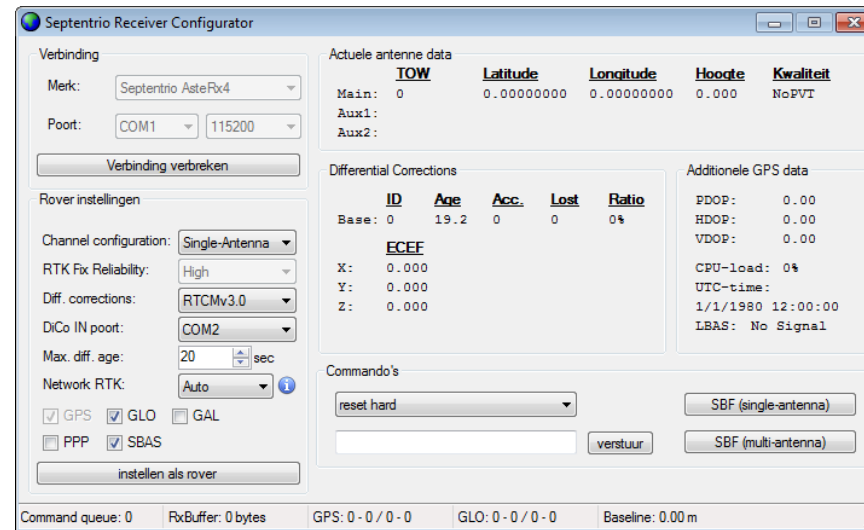 Septentrio Receiver Configurator
Verbinding
Merk: Septentrio AsteRx4
Poort: COM1 115200
Verbinding verbreken
Rover instellingen
Channel configuration: Single-Antenna
RTK Fix Reliability: High
Diff. corrections: RTCMv3.0
DiCo IN poort: COM2
Max. diff. age: 20 sec
Network RTK: Auto
GPS GLO GAL
PPP SBAS
instellen als rover
Actuele antenne data
TOW Latitude Longitude Hoogte Kwaliteit
Main: 0 0.00000000 0.00000000 0.000 NoPVT
Aux1:
Aux2:
Differential Corrections
ID Age Acc. Lost Ratio
Base: 0 19.2 0 0 0%
ECEF
X: 0.000
Y: 0.000
Z: 0.000
Additionele GPS data
PDOP: 0.00
HDOP: 0.00
VDOP: 0.00
CPU-load: 0%
UTC-time:
1/1/1980 12:00:00
LBAS: No Signal
Commando's
reset hard
verstuur
SBF (single-antenna)
SBF (multi-antenna)
Command queue: 0 RxBuffer: 0 bytes GPS: 0 - 0 / 0 - 0 GLO: 0 - 0 / 0 - 0 Baseline: 0.00 m